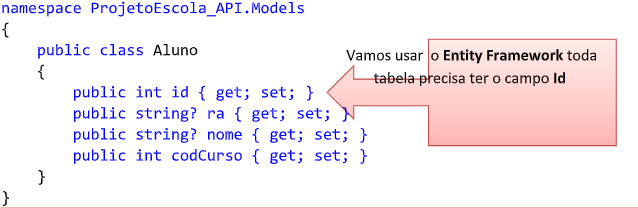 namespace ProjetoEscola_API.Models
{
public class Aluno
{
public int id { get; set; }
public string? ra { get; set; }
public string? nome { get; set; }
public int codCurso { get; set; }
}
}
Vamos usar o Entity Framework toda
tabela precisa ter o campo Id